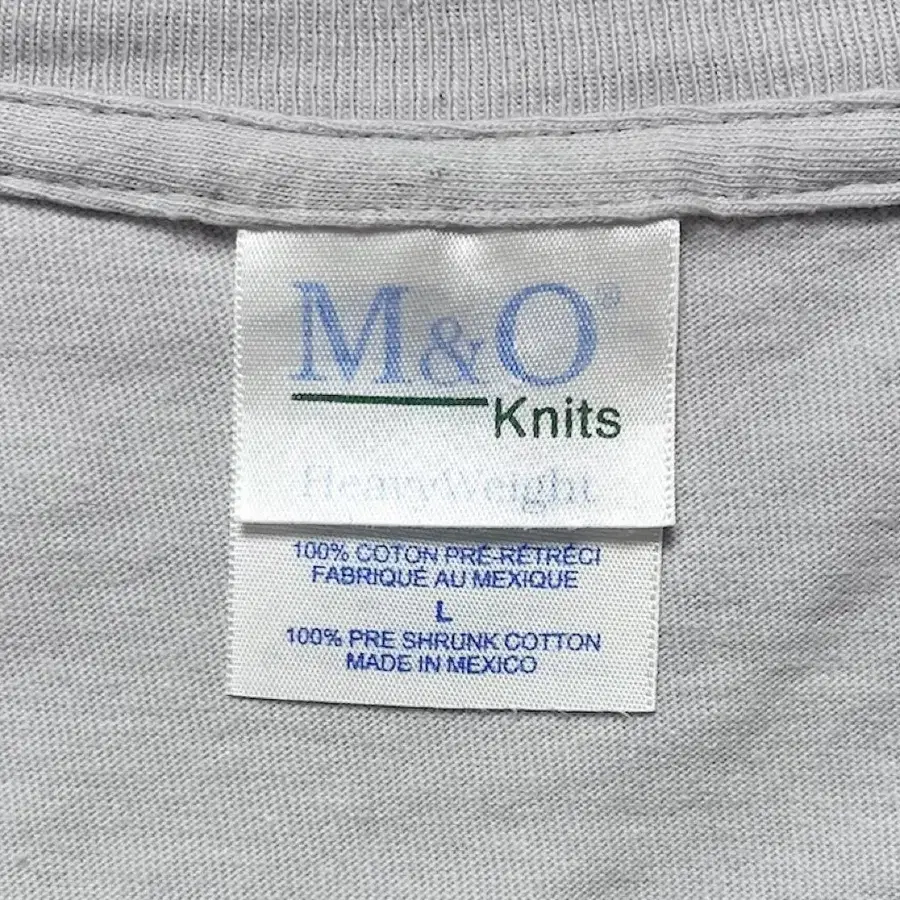 M&O®
Knits
HeavyWeight
100% COTON PRÉ-RÉTRÉCI
FABRIQUÉ AU MEXIQUE
L
100% PRE SHRUNK COTTON
MADE IN MEXICO